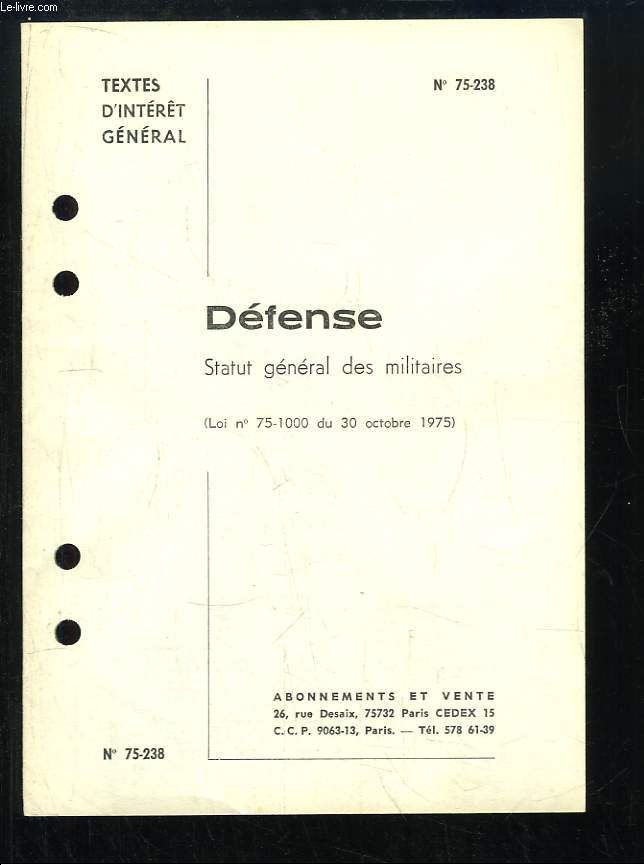 Le-livre.com
TEXTES
D'INTÉRÊT
GÉNÉRAL
N° 75-238
Défense
Statut général des militaires
(Loi n° 75-1000 du 30 octobre 1975)
ABONNEMENTS ET VENTE
26, rue Desaix, 75732 Paris CEDEX 15
C. C. P. 9063-13, Paris. — Tél. 578 61-39
N° 75-238